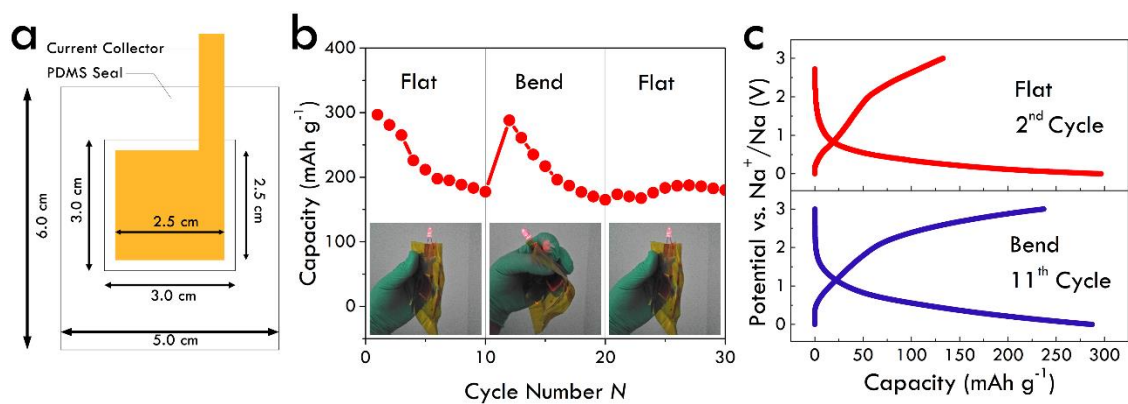 a
Current Collector
PDMS Seal
6.0 cm
3.0 cm
2.5 cm
2.5 cm
3.0 cm
5.0 cm
b
Capacity (mAh g⁻¹)
400
300
200
100
0
Flat
Bend
Flat
0
10
20
30
Cycle Number N
c
Potential vs. Na⁺/Na (V)
3
2
1
0
Flat
2nd Cycle
3
2
1
0
Bend
11th Cycle
0
50
100
150
200
250
300
Capacity (mAh g⁻¹)